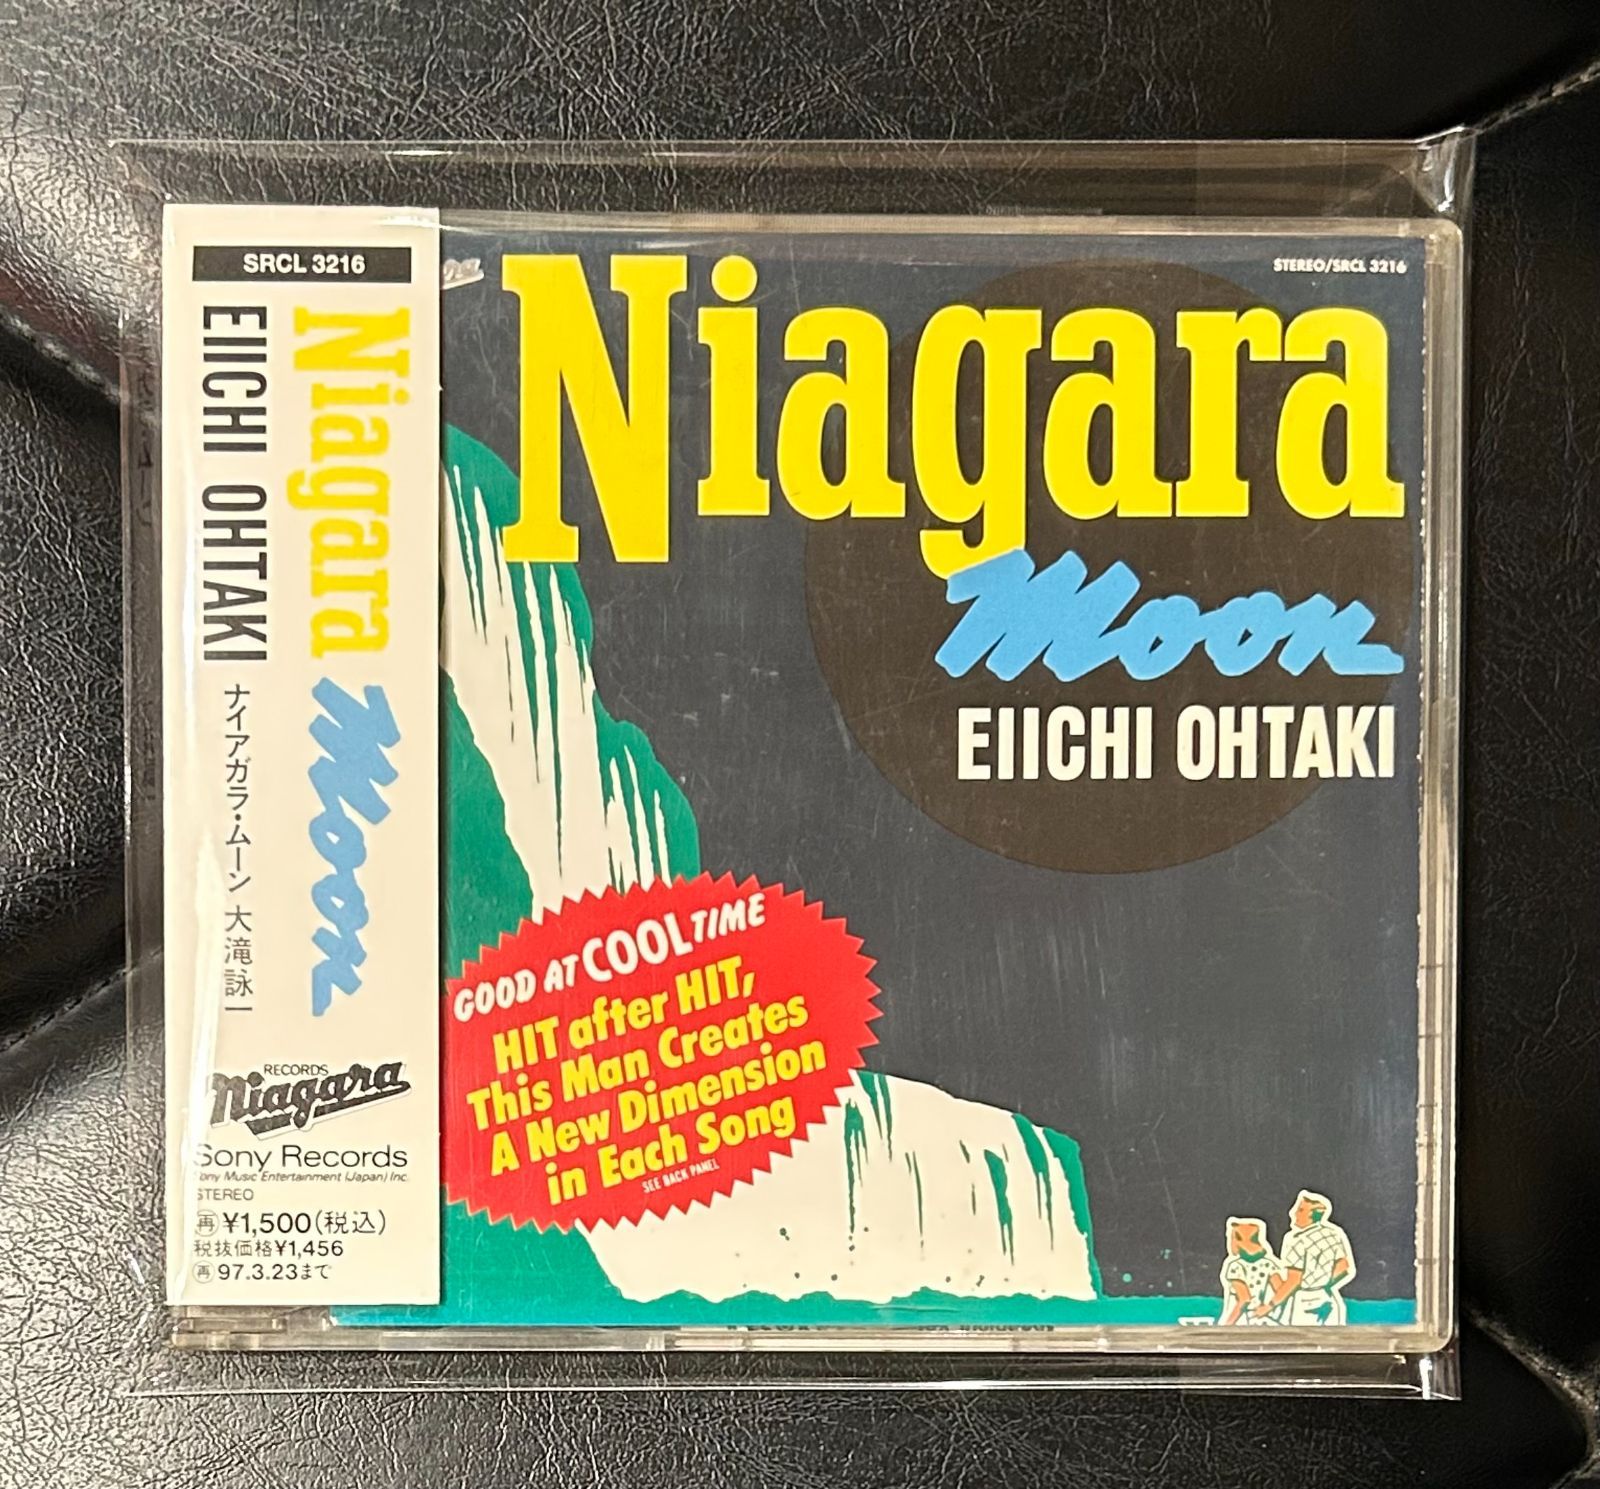 SRCL 3216
Niagara Moon
EIICHI OHTAKI
ナイアガラ・ムーン 大滝詠一
RECORDS
Niagara
Sony Records
Sony Music Entertainment (Japan) Inc.
STEREO
再 ¥1,500(税込)
税抜価格¥1,456
再 97.3.23まで
STEREO/SRCL 3216
Niagara
Moon
EIICHI OHTAKI
GOOD AT COOL TIME
HIT after HIT,
This Man Creates
A New Dimension
in Each Song
SEE BACK PANEL